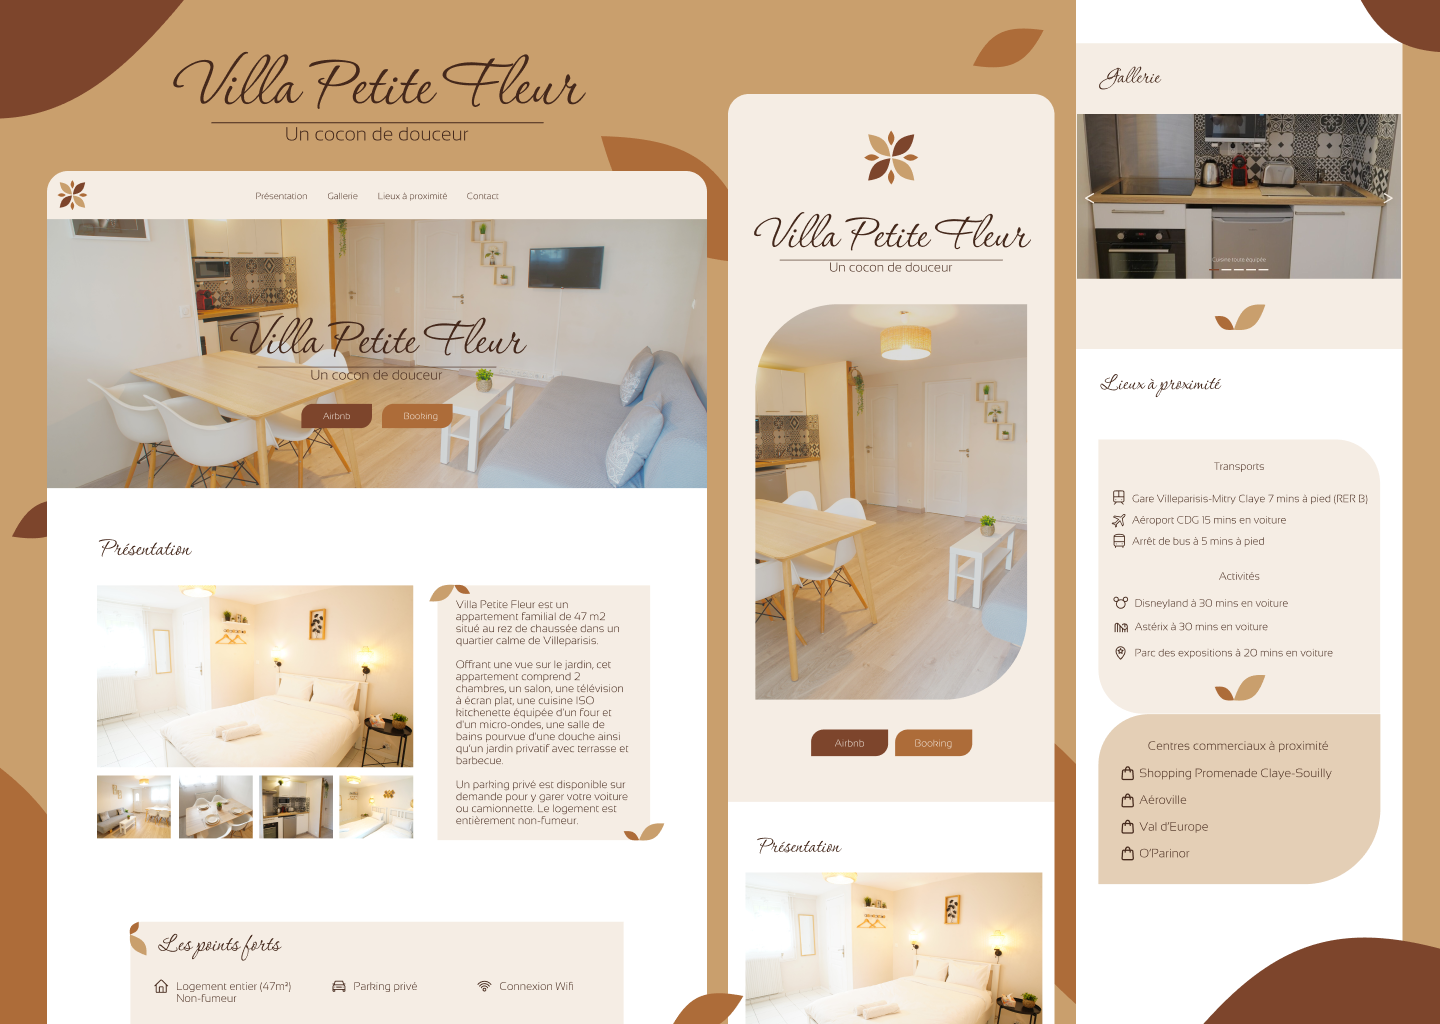 Villa Petite Fleur
Un cocon de douceur
Présentation
Gallerie
Lieux à proximité
Contact
Villa Petite Fleur
Un cocon de douceur
Airbnb
Booking
Présentation
Villa Petite Fleur est un
appartement familial de 47 m2
situé au rez de chaussée dans un
quartier calme de Villeparisis.
Offrant une vue sur le jardin, cet
appartement comprend 2
chambres, un salon, une télévision
à écran plat, une cuisine ISO
kitchenette équipée d'un four et
d'un micro-ondes, une salle de
bains pourvue d'une douche ainsi
qu'un jardin privatif avec terrasse et
barbecue.
Un parking privé est disponible sur
demande pour y garer votre voiture
ou camionnette. Le logement est
entièrement non-fumeur.
Les points forts
Logement entier (47m²)
Non-fumeur
Parking privé
Connexion Wifi
Villa Petite Fleur
Un cocon de douceur
Airbnb
Booking
Présentation
Gallerie
Cuisine toute équipée
Lieux à proximité
Transports
Gare Villeparisis-Mitry Claye 7 mins à pied (RER B)
Aéroport CDG 15 mins en voiture
Arrêt de bus à 5 mins à pied
Activités
Disneyland à 30 mins en voiture
Astérix à 30 mins en voiture
Parc des expositions à 20 mins en voiture
Centres commerciaux à proximité
Shopping Promenade Claye-Souilly
Aéroville
Val d'Europe
O'Parinor